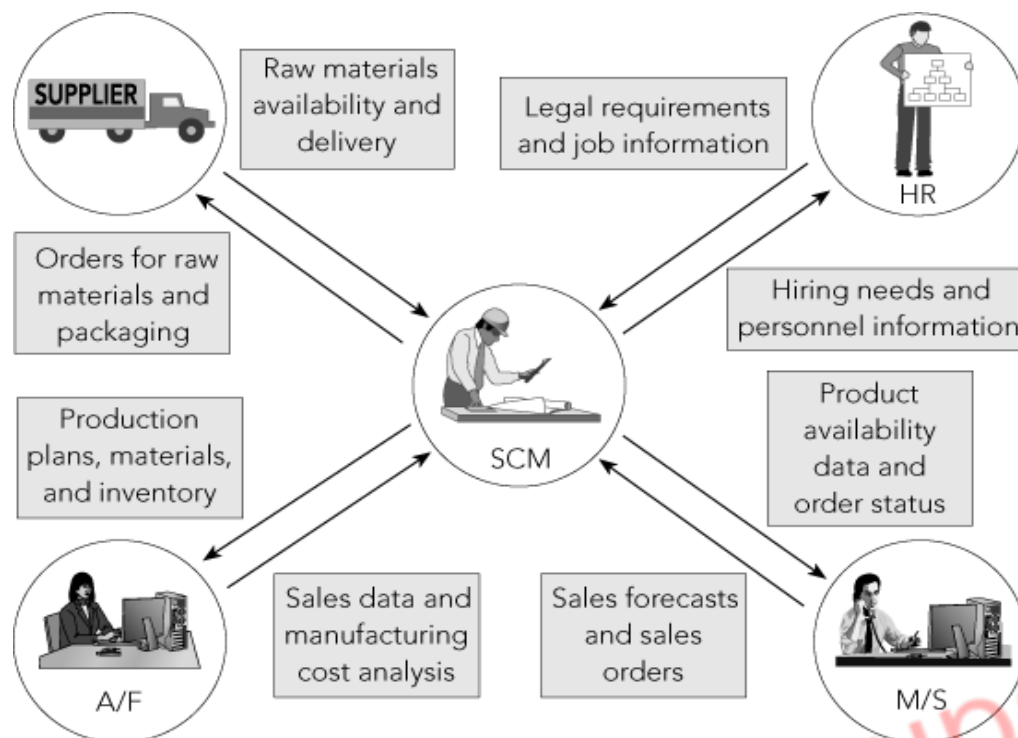 SUPPLIER
Raw materials
availability and
delivery
Legal requirements
and job information
HR
Orders for raw
materials and
packaging
Hiring needs and
personnel information
Production
plans, materials,
and inventory
SCM
Product
availability
data and
order status
A/F
Sales data and
manufacturing
cost analysis
Sales forecasts
and sales
orders
M/S